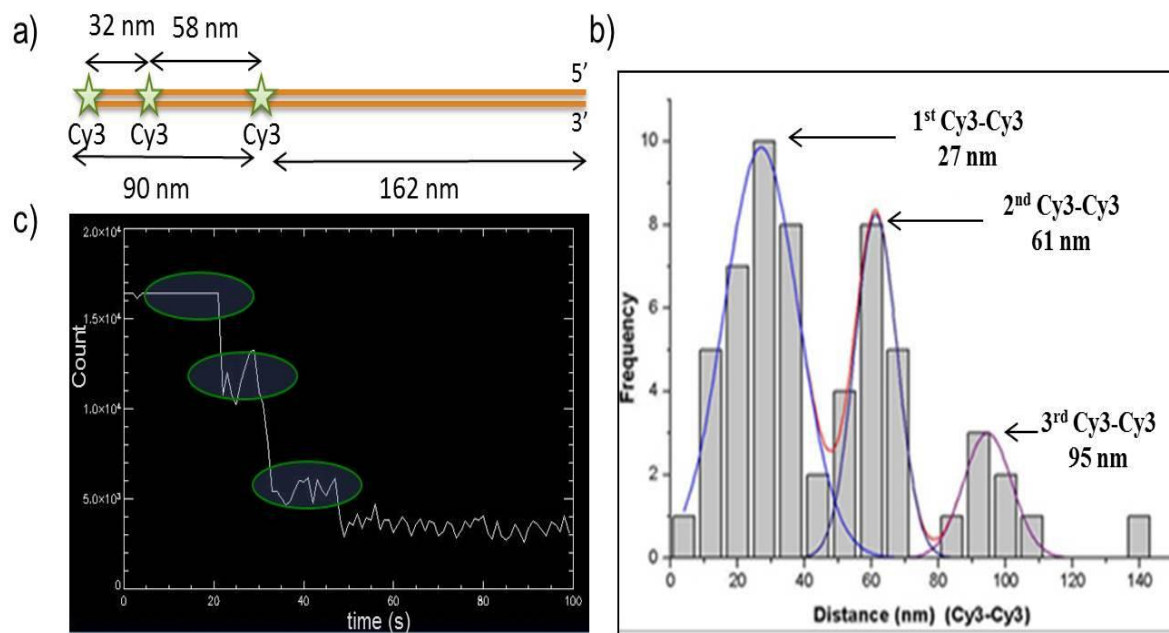 a)
32 nm
58 nm
5’
3’
Cy3
Cy3
Cy3
90 nm
162 nm
b)
1st Cy3-Cy3
27 nm
2nd Cy3-Cy3
61 nm
3rd Cy3-Cy3
95 nm
Frequency
10
8
6
4
2
0
0 20 40 60 80 100 120 140
Distance (nm) (Cy3-Cy3)
c)
Count
2.0×10⁴
1.5×10⁴
1.0×10⁴
5.0×10³
0
0 20 40 60 80 100
time (s)